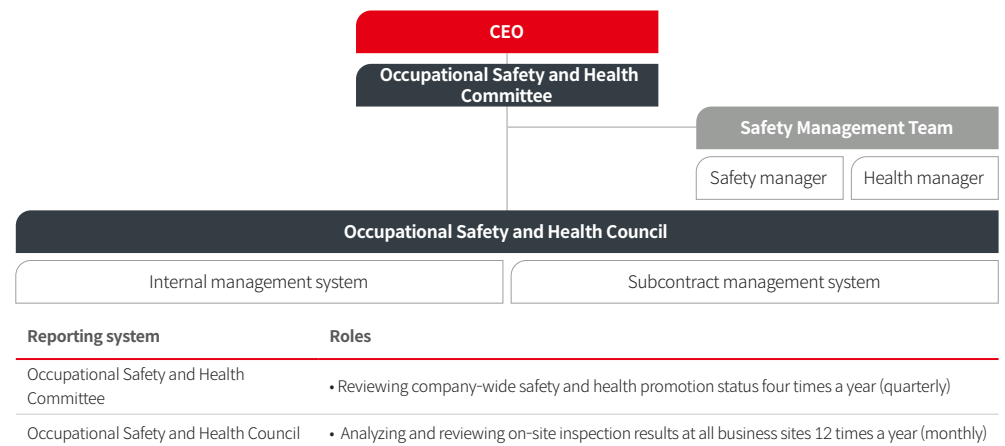 CEO
Occupational Safety and Health
Committee
Safety Management Team
Safety manager
Health manager
Occupational Safety and Health Council
Internal management system
Subcontract management system
Reporting system
Roles
Occupational Safety and Health
Committee
• Reviewing company-wide safety and health promotion status four times a year (quarterly)
Occupational Safety and Health Council
• Analyzing and reviewing on-site inspection results at all business sites 12 times a year (monthly)